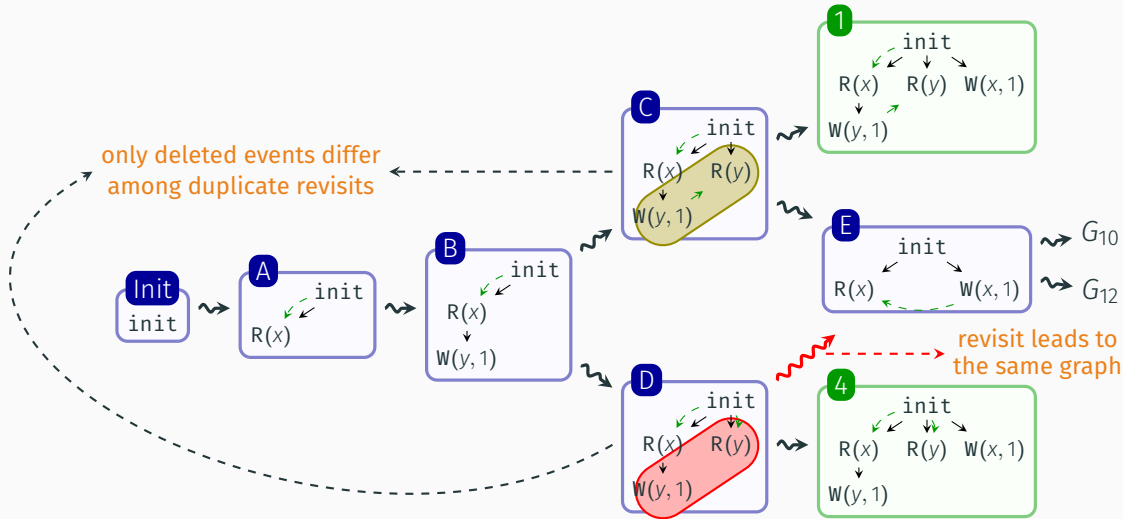 1
init
R(x) R(y) W(x, 1)
W(y, 1)
C
init
R(x) R(y)
W(y, 1)
only deleted events differ
among duplicate revisits
E
init
R(x) W(x, 1)
G10
G12
B
init
R(x)
W(y, 1)
A
init
R(x)
Init
init
revisit leads to
the same graph
D
init
R(x) R(y)
W(y, 1)
4
init
R(x) R(y) W(x, 1)
W(y, 1)